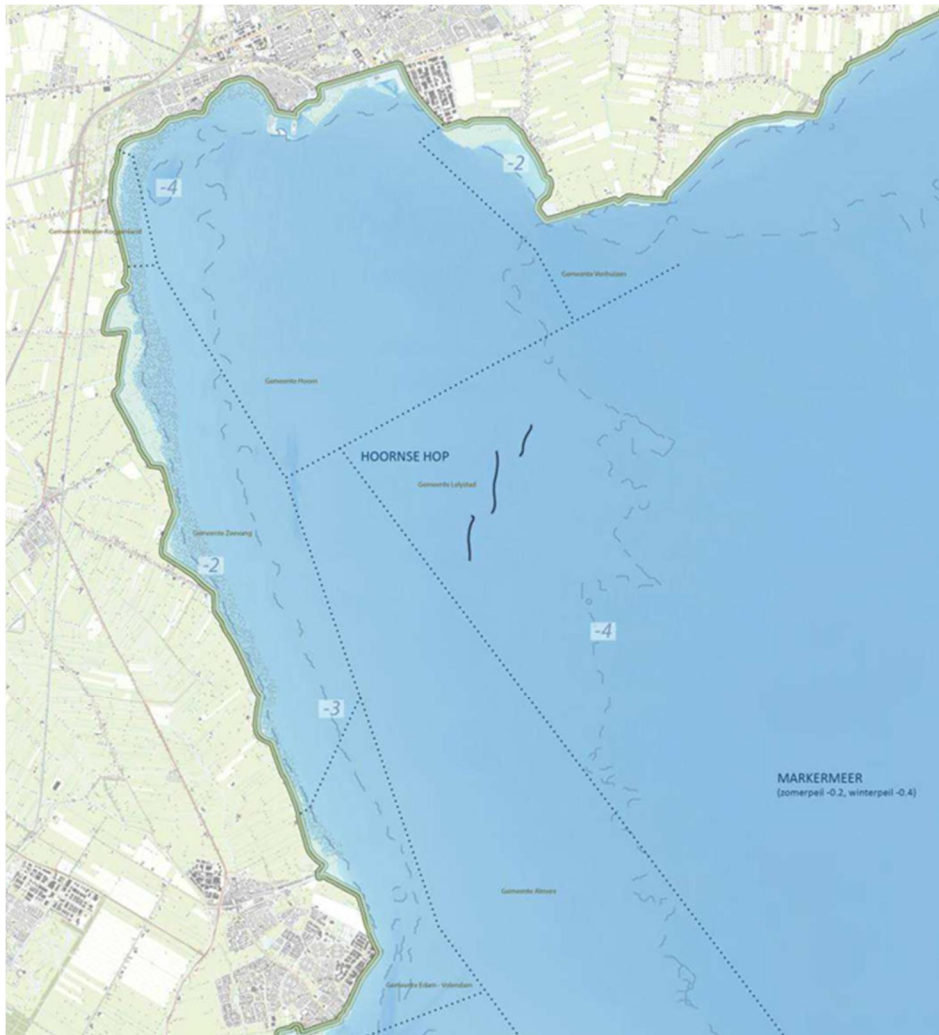 -2
-4
Gemeente Wester-Koggenland
Gemeente Venhuizen
Gemeente Hoorn
HOORNSE HOP
Gemeente Lelystad
Gemeente Zeevang
-2
-4
-3
MARKERMEER
(zomerpeil -0.2, winterpeil -0.4)
Gemeente Almere
Gemeente Edam - Volendam